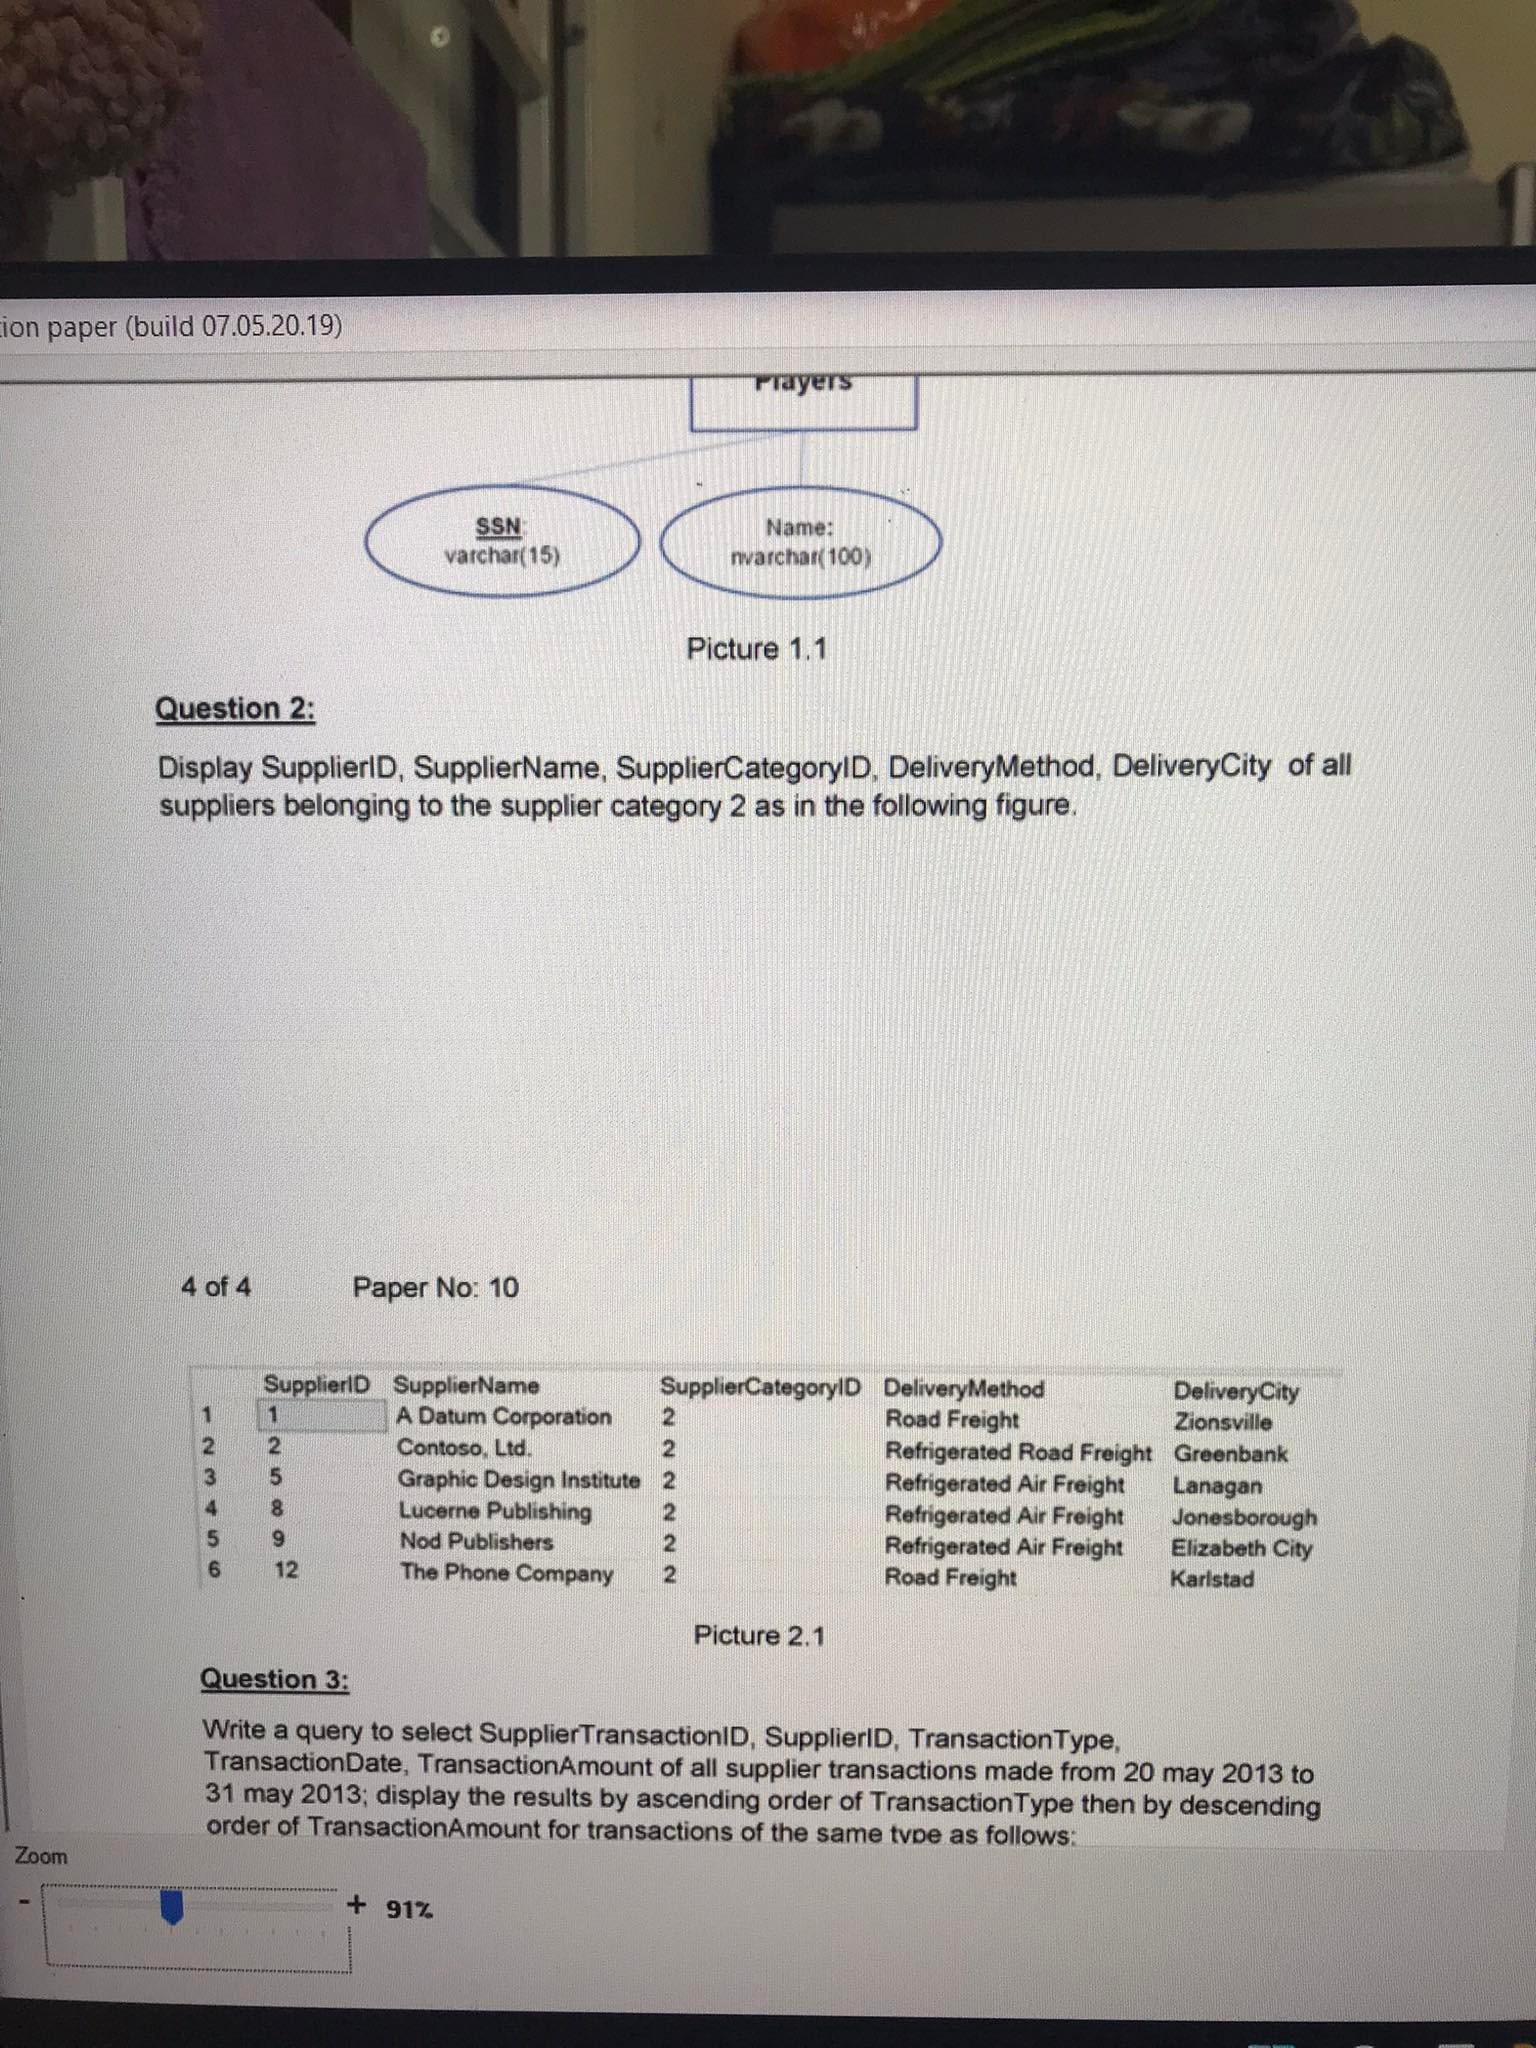 ion paper (build 07.05.20.19)
Players
SSN:
varchar(15)
Name:
nvarchar(100)
Picture 1.1
Question 2:
Display SupplierID, SupplierName, SupplierCategoryID, DeliveryMethod, DeliveryCity of all
suppliers belonging to the supplier category 2 as in the following figure.
4 of 4 Paper No: 10
SupplierID SupplierName SupplierCategoryID DeliveryMethod DeliveryCity
1 1 A Datum Corporation 2 Road Freight Zionsville
2 2 Contoso, Ltd. 2 Refrigerated Road Freight Greenbank
3 5 Graphic Design Institute 2 Refrigerated Air Freight Lanagan
4 8 Lucerne Publishing 2 Refrigerated Air Freight Jonesborough
5 9 Nod Publishers 2 Refrigerated Air Freight Elizabeth City
6 12 The Phone Company 2 Road Freight Karlstad
Picture 2.1
Question 3:
Write a query to select SupplierTransactionID, SupplierID, TransactionType,
TransactionDate, TransactionAmount of all supplier transactions made from 20 may 2013 to
31 may 2013; display the results by ascending order of TransactionType then by descending
order of TransactionAmount for transactions of the same type as follows:
Zoom
- + 91%